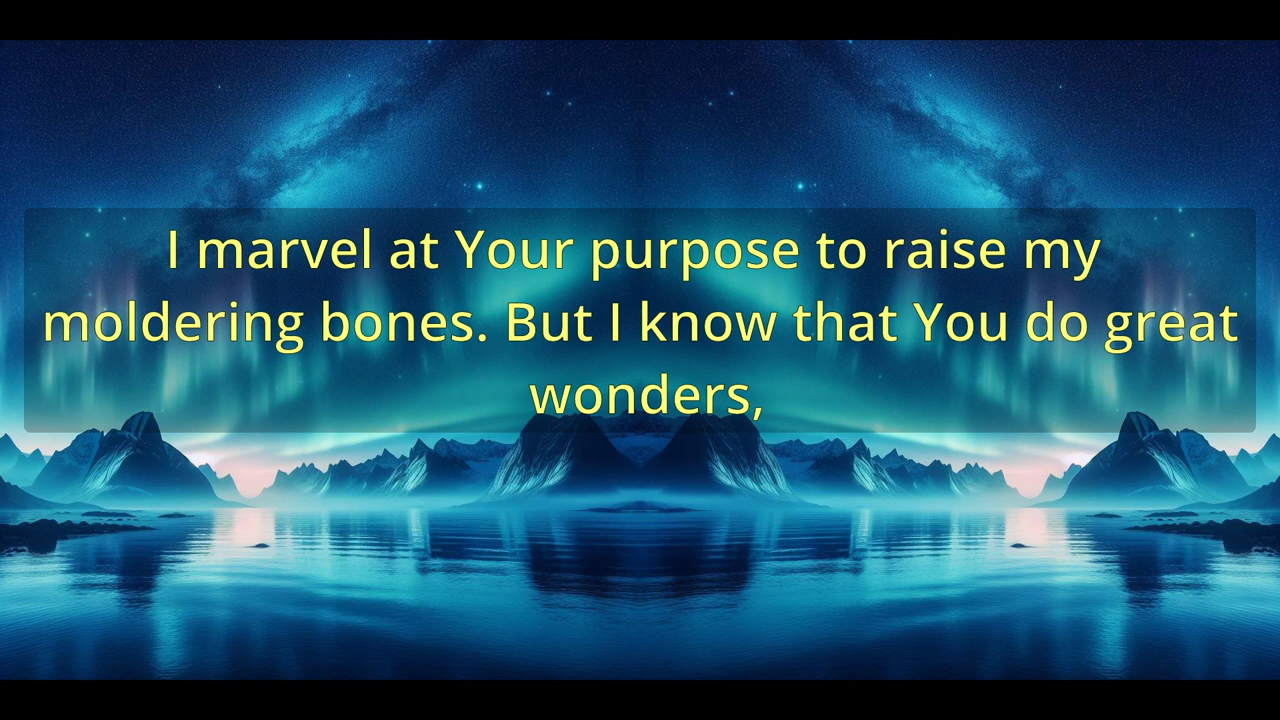 I marvel at Your purpose to raise my
moldering bones. But I know that You do great
wonders,